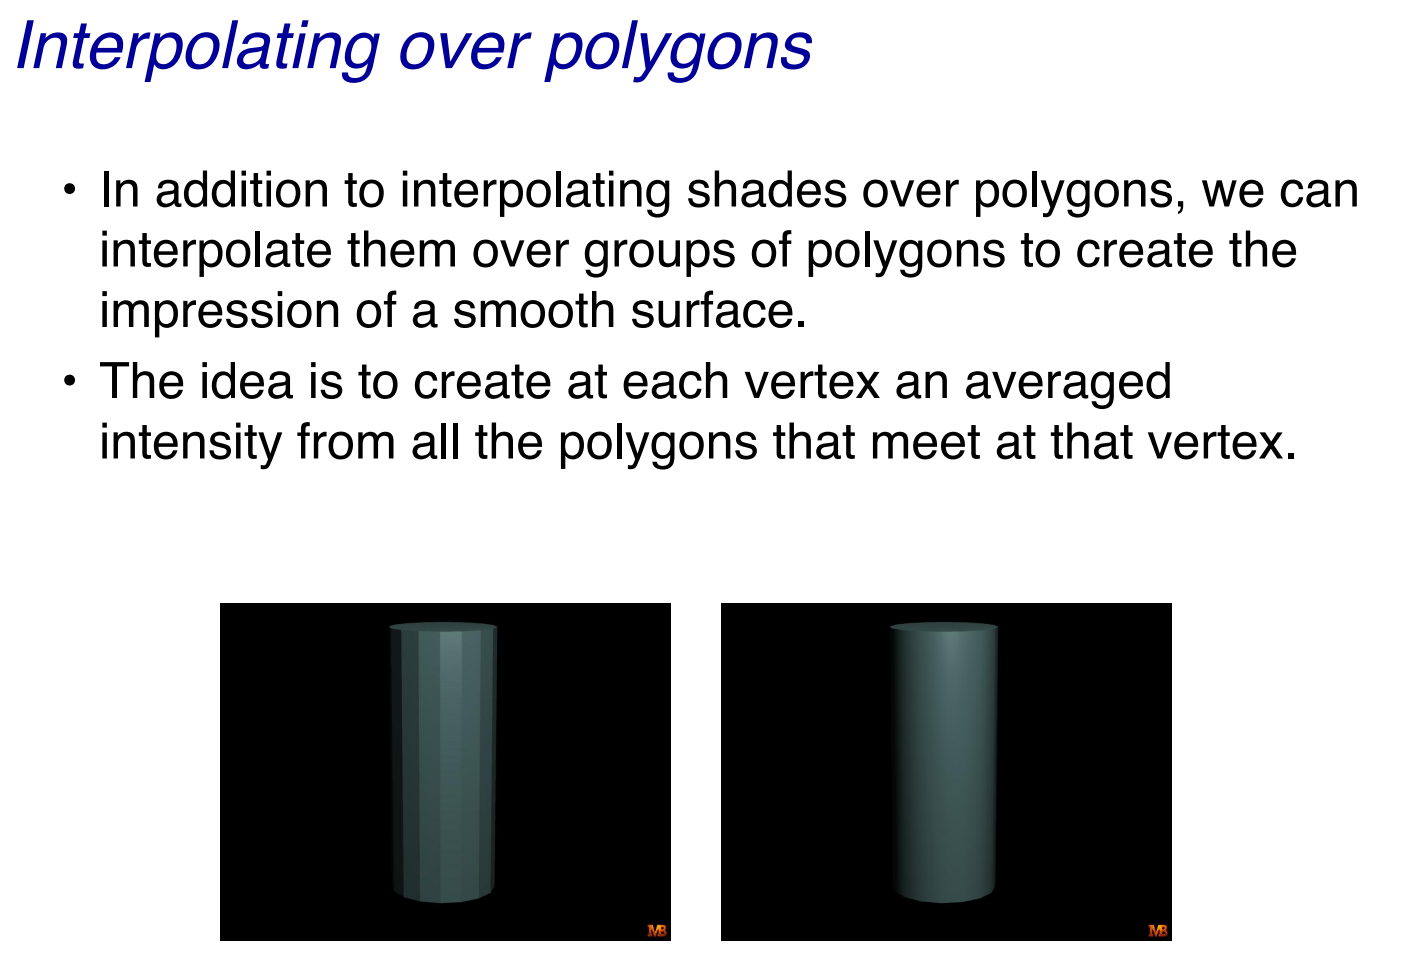 Interpolating over polygons
• In addition to interpolating shades over polygons, we can
interpolate them over groups of polygons to create the
impression of a smooth surface.
• The idea is to create at each vertex an averaged
intensity from all the polygons that meet at that vertex.
MB
MB